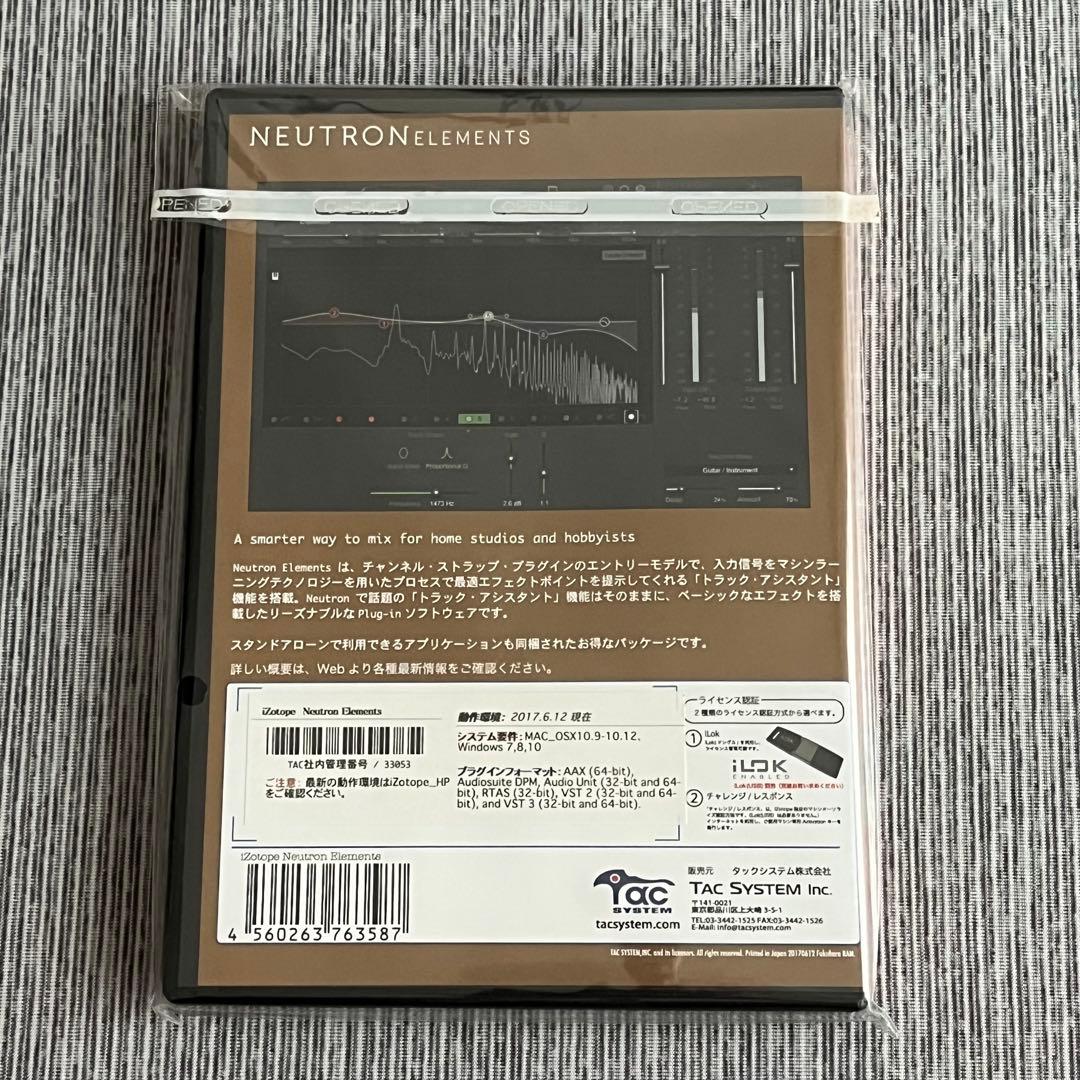 NEUTRON ELEMENTS
OPENED OPENED OPENED
Proportional Q
1473 Hz 2.6 dB 1.1
Guitar / Instrument
A smarter way to mix for home studios and hobbyists
Neutron Elements は、チャンネル・ストラップ・プラグインのエントリーモデルで、入力信号をマシンラー
ニングテクノロジーを用いたプロセスで最適エフェクトポイントを提示してくれる「トラック・アシスタント」
機能を搭載。Neutron で話題の「トラック・アシスタント」機能はそのままに、ベーシックなエフェクトを搭
載したリーズナブルな Plug-in ソフトウェアです。
スタンドアローンで利用できるアプリケーションも同梱されたお得なパッケージです。
詳しい概要は、Web より各種最新情報をご確認ください。
iZotope Neutron Elements
TAC社内管理番号 / 33053
ご注意: 最新の動作環境はiZotope_HP
をご確認ください。
動作環境: 2017.6.12 現在
システム要件: MAC_OSX10.9-10.12、
Windows 7,8,10
プラグインフォーマット: AAX (64-bit),
Audiosuite DPM, Audio Unit (32-bit and 64-
bit), RTAS (32-bit), VST 2 (32-bit and 64-
bit), and VST 3 (32-bit and 64-bit).
ライセンス認証
2種類のライセンス認証方式から選べます。
① iLok
iLOK
ENABLED
② チャレンジ / レスポンス
iZotope Neutron Elements
4 560263 763587
Tac
SYSTEM
tacsystem.com
販売元 タックシステム株式会社
TAC SYSTEM Inc.
〒141-0021
東京都品川区上大崎 3-5-1
TEL:03-3442-1525 FAX:03-3442-1526
E-Mail: info@tacsystem.com
TAC SYSTEM,INC. and its licensors. All rights reserved. Printed in Japan 20170612 Fukuhara RAM.